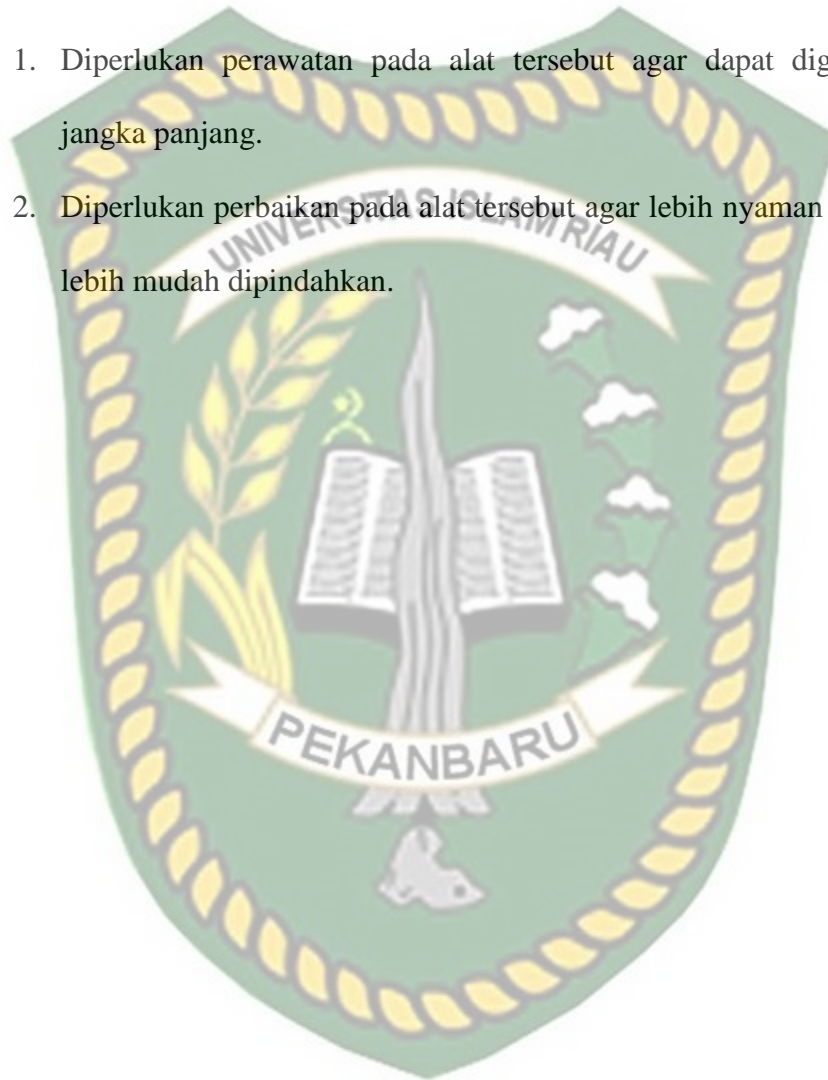 1. Diperlukan perawatan pada alat tersebut agar dapat dig
jangka panjang.
2. Diperlukan perbaikan pada alat tersebut agar lebih nyaman
lebih mudah dipindahkan.
UNIVERSITAS ISLAM RIAU
PEKANBARU